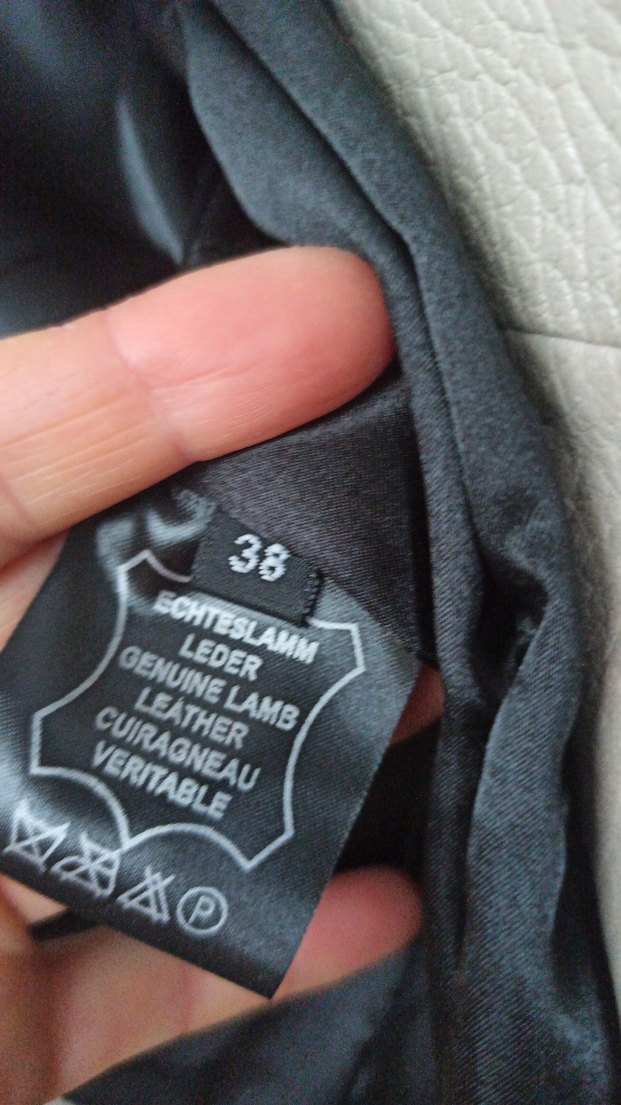 38
ECHTESLAMM
LEDER
GENUINE LAMB
LEATHER
CUIRAGNEAU
VERITABLE
P